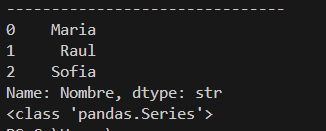 -------------------------------
0    Maria
1     Raul
2    Sofia
Name: Nombre, dtype: str
<class 'pandas.Series'>